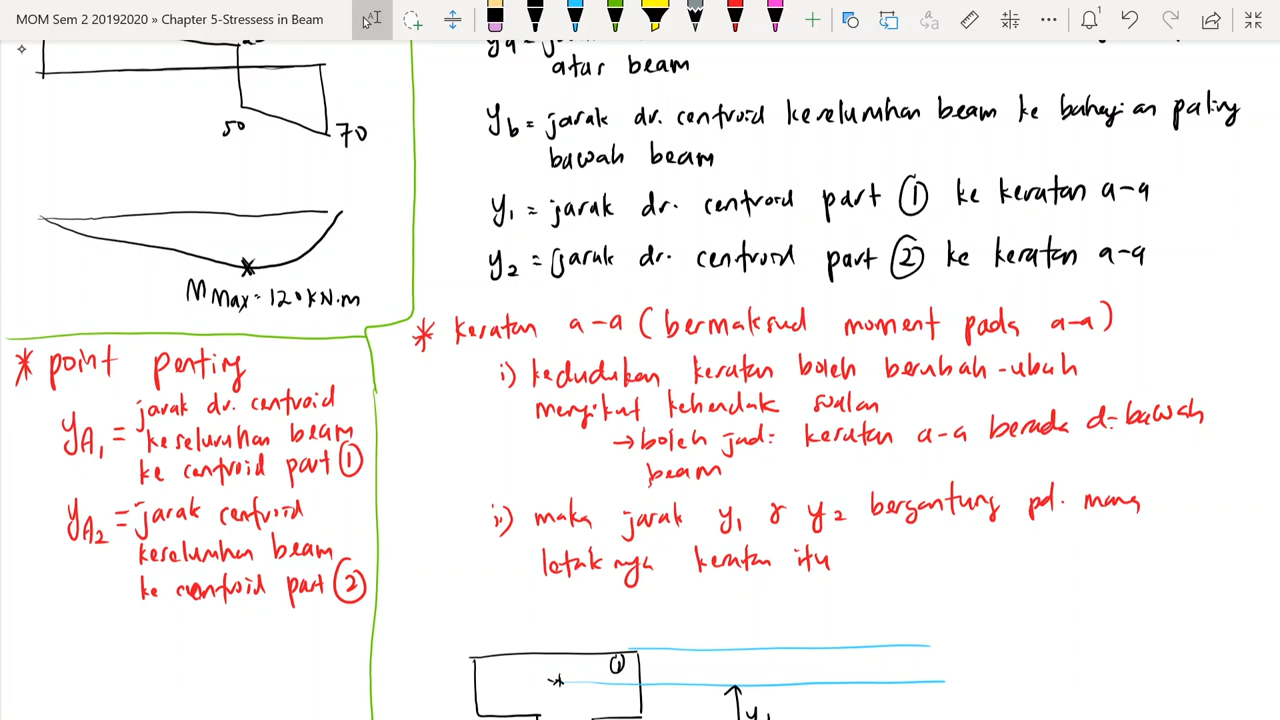 MOM Sem 2 20192020 » Chapter 5-Stressess in Beam
50
70
M Max = 120 kN.m
* point penting
yA1 = jarak dr. centroid
keseluruhan beam
ke centroid part ①
yA2 = jarak centroid
keseluruhan beam
ke centroid part ②
atas beam
yb = jarak dr. centroid keseluruhan beam ke bahagian paling
bawah beam
y1 = jarak dr. centroid part ① ke keratan a-a
y2 = jarak dr. centroid part ② ke keratan a-a
* keratan a-a (bermaksud moment pada a-a)
i) kedudukan keratan boleh berubah-ubah
mengikut kehendak soalan
→ boleh jadi keratan a-a berada di bawah
beam
ii) maka jarak y1 & y2 bergantung pd. mana
letaknya keratan itu
①
y1